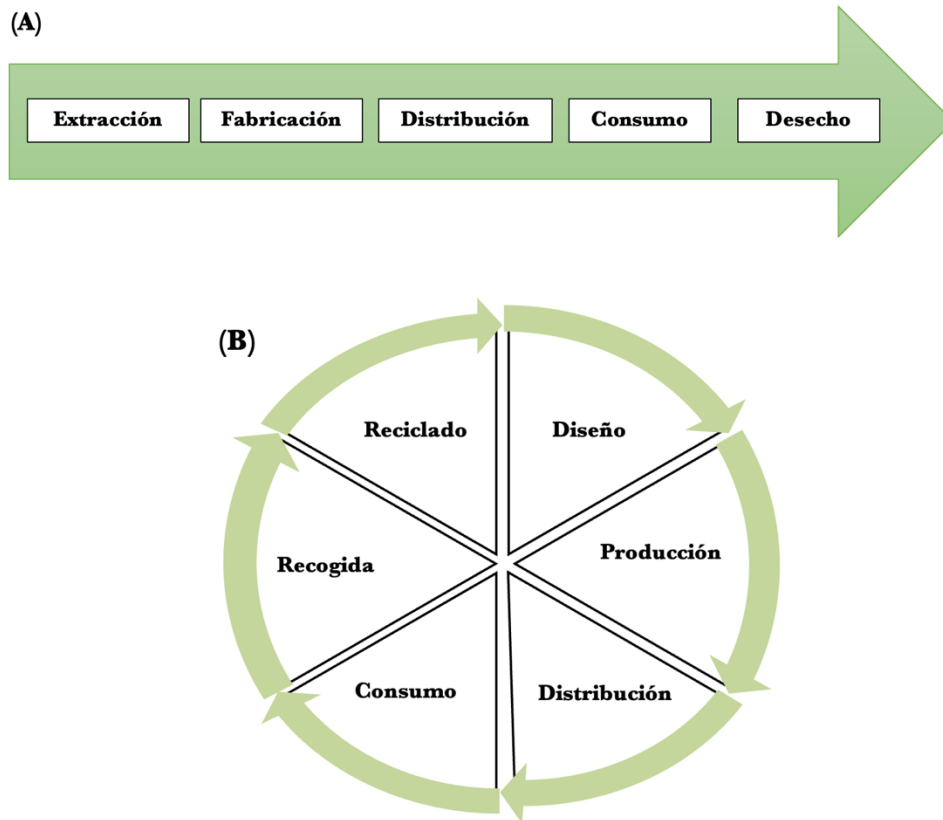 (A)
Extracción Fabricación Distribución Consumo Desecho
(B)
Reciclado Diseño
Recogida Producción
Consumo Distribución